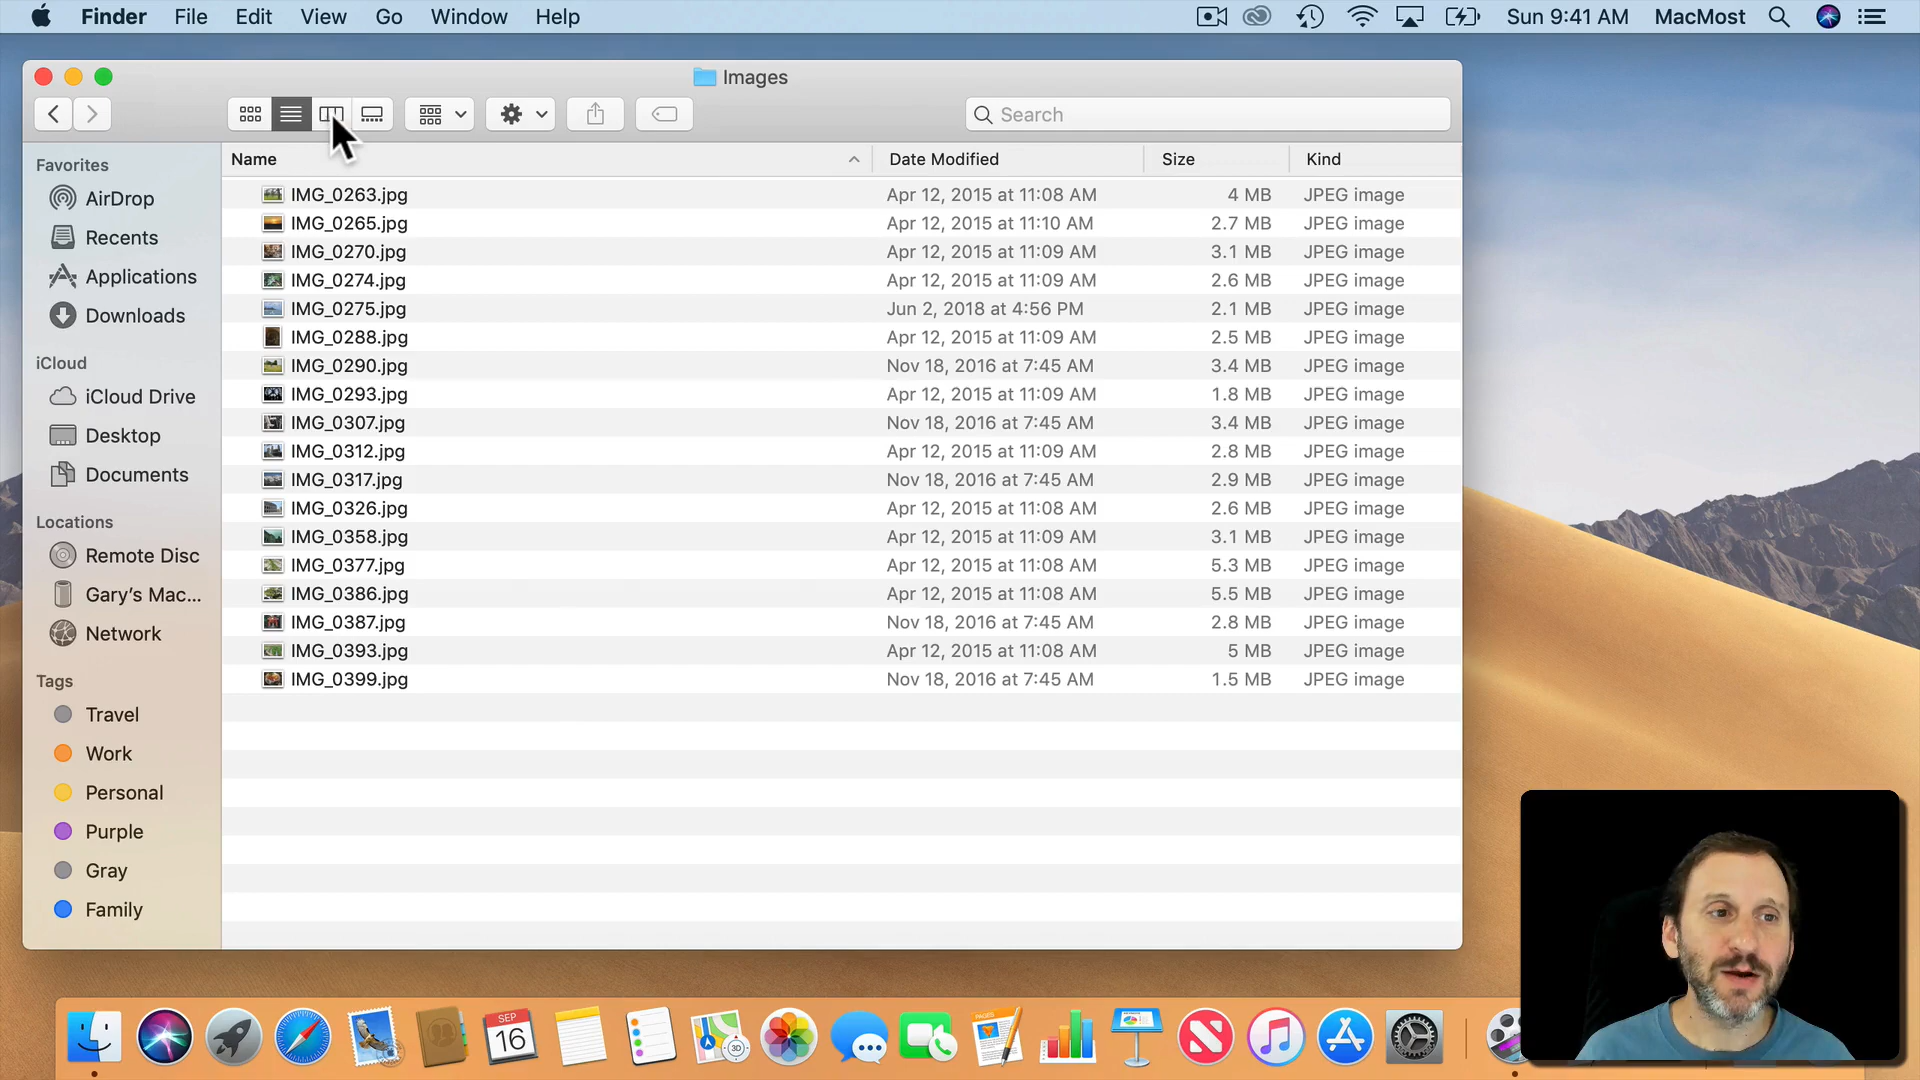 Finder File Edit View Go Window Help Sun 9:41 AM MacMost
Images
Search
Favorites
AirDrop
Recents
Applications
Downloads
iCloud
iCloud Drive
Desktop
Documents
Locations
Remote Disc
Gary's Mac...
Network
Tags
Travel
Work
Personal
Purple
Gray
Family
Name Date Modified Size Kind
IMG_0263.jpg Apr 12, 2015 at 11:08 AM 4 MB JPEG image
IMG_0265.jpg Apr 12, 2015 at 11:10 AM 2.7 MB JPEG image
IMG_0270.jpg Apr 12, 2015 at 11:09 AM 3.1 MB JPEG image
IMG_0274.jpg Apr 12, 2015 at 11:09 AM 2.6 MB JPEG image
IMG_0275.jpg Jun 2, 2018 at 4:56 PM 2.1 MB JPEG image
IMG_0288.jpg Apr 12, 2015 at 11:09 AM 2.5 MB JPEG image
IMG_0290.jpg Nov 18, 2016 at 7:45 AM 3.4 MB JPEG image
IMG_0293.jpg Apr 12, 2015 at 11:09 AM 1.8 MB JPEG image
IMG_0307.jpg Nov 18, 2016 at 7:45 AM 3.4 MB JPEG image
IMG_0312.jpg Apr 12, 2015 at 11:09 AM 2.8 MB JPEG image
IMG_0317.jpg Nov 18, 2016 at 7:45 AM 2.9 MB JPEG image
IMG_0326.jpg Apr 12, 2015 at 11:08 AM 2.6 MB JPEG image
IMG_0358.jpg Apr 12, 2015 at 11:09 AM 3.1 MB JPEG image
IMG_0377.jpg Apr 12, 2015 at 11:08 AM 5.3 MB JPEG image
IMG_0386.jpg Apr 12, 2015 at 11:08 AM 5.5 MB JPEG image
IMG_0387.jpg Nov 18, 2016 at 7:45 AM 2.8 MB JPEG image
IMG_0393.jpg Apr 12, 2015 at 11:08 AM 5 MB JPEG image
IMG_0399.jpg Nov 18, 2016 at 7:45 AM 1.5 MB JPEG image
SEP
16
3D
PAGES